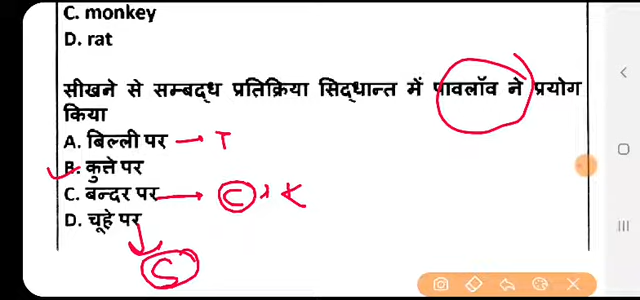 C. monkey
D. rat
सीखने से सम्बद्ध प्रतिक्रिया सिद्धान्त में पावलॉव ने प्रयोग
किया
A. बिल्ली पर → T
B. कुत्ते पर
C. बन्दर पर → C, K
D. चूहे पर
S